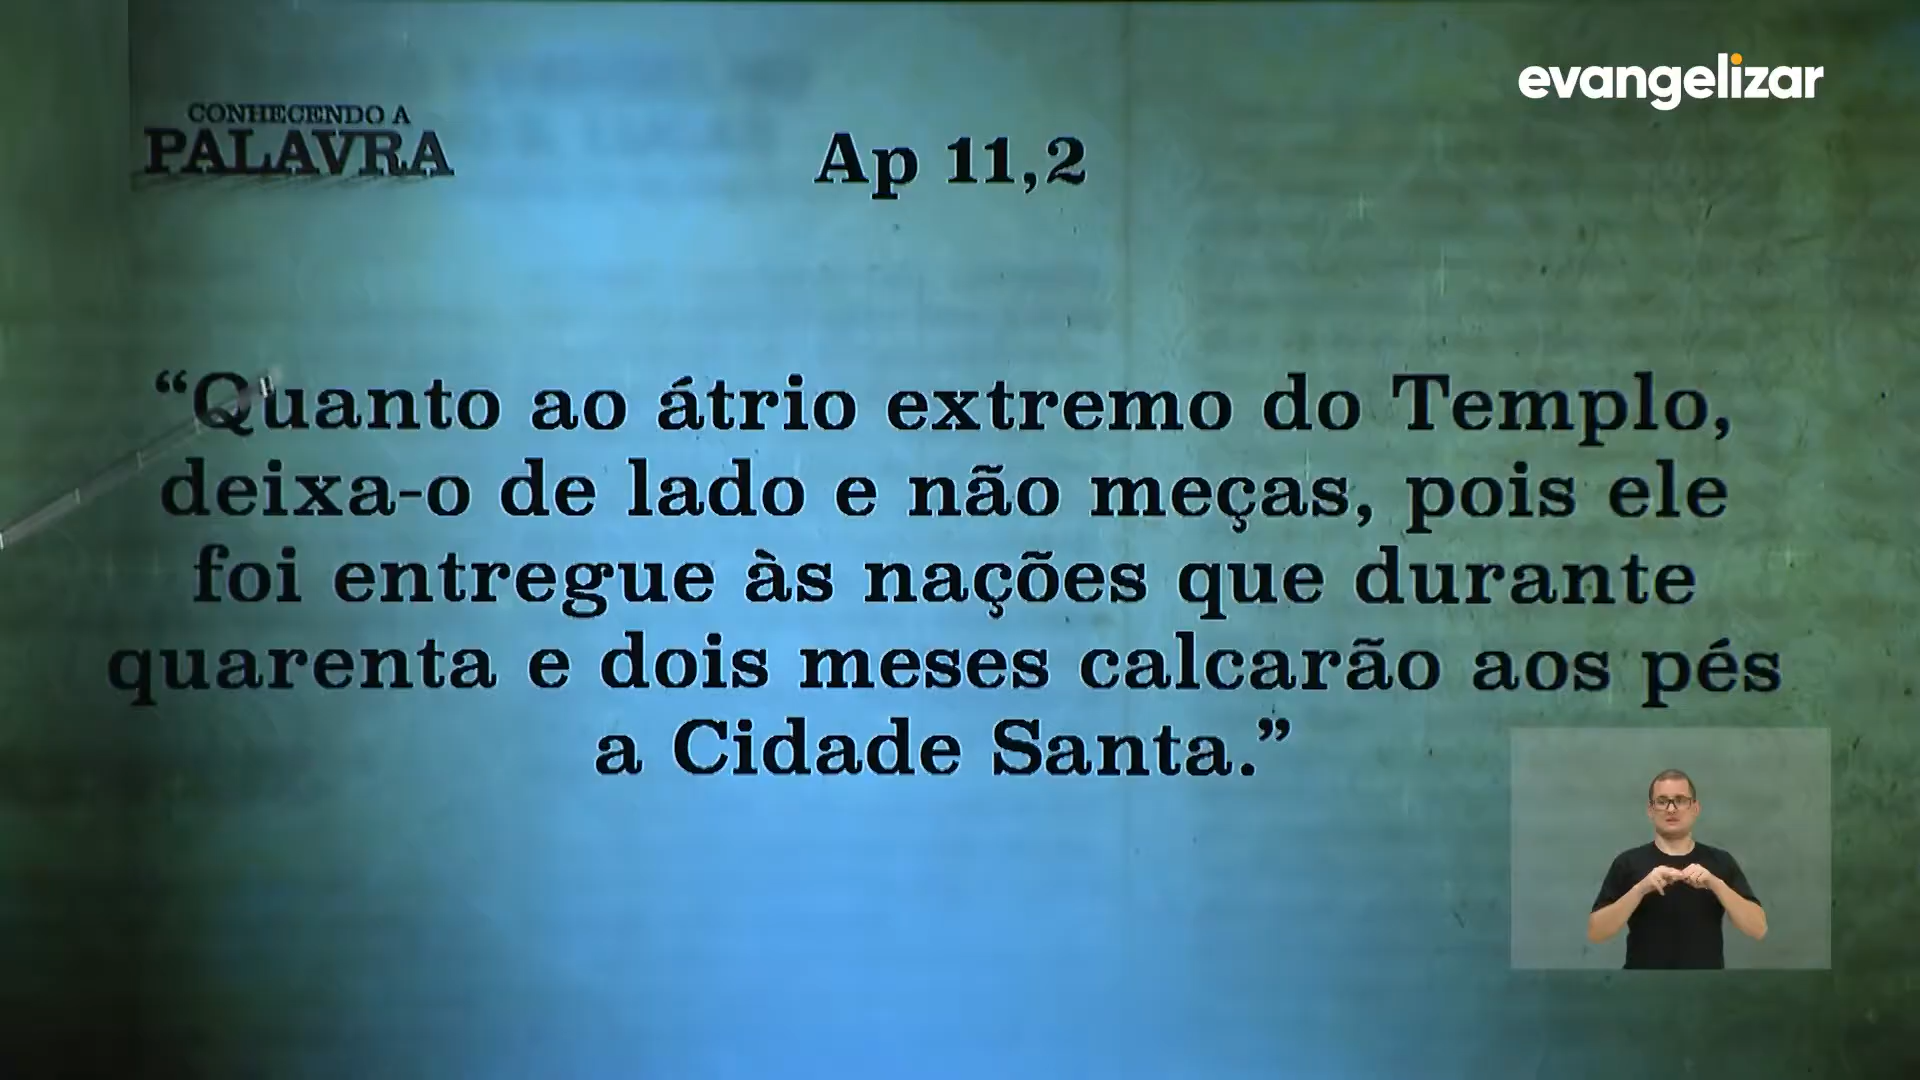 evangelizar
CONHECENDO A
PALAVRA
Ap 11,2
“Quanto ao átrio extremo do Templo,
deixa-o de lado e não meças, pois ele
foi entregue às nações que durante
quarenta e dois meses calcarão aos pés
a Cidade Santa.”